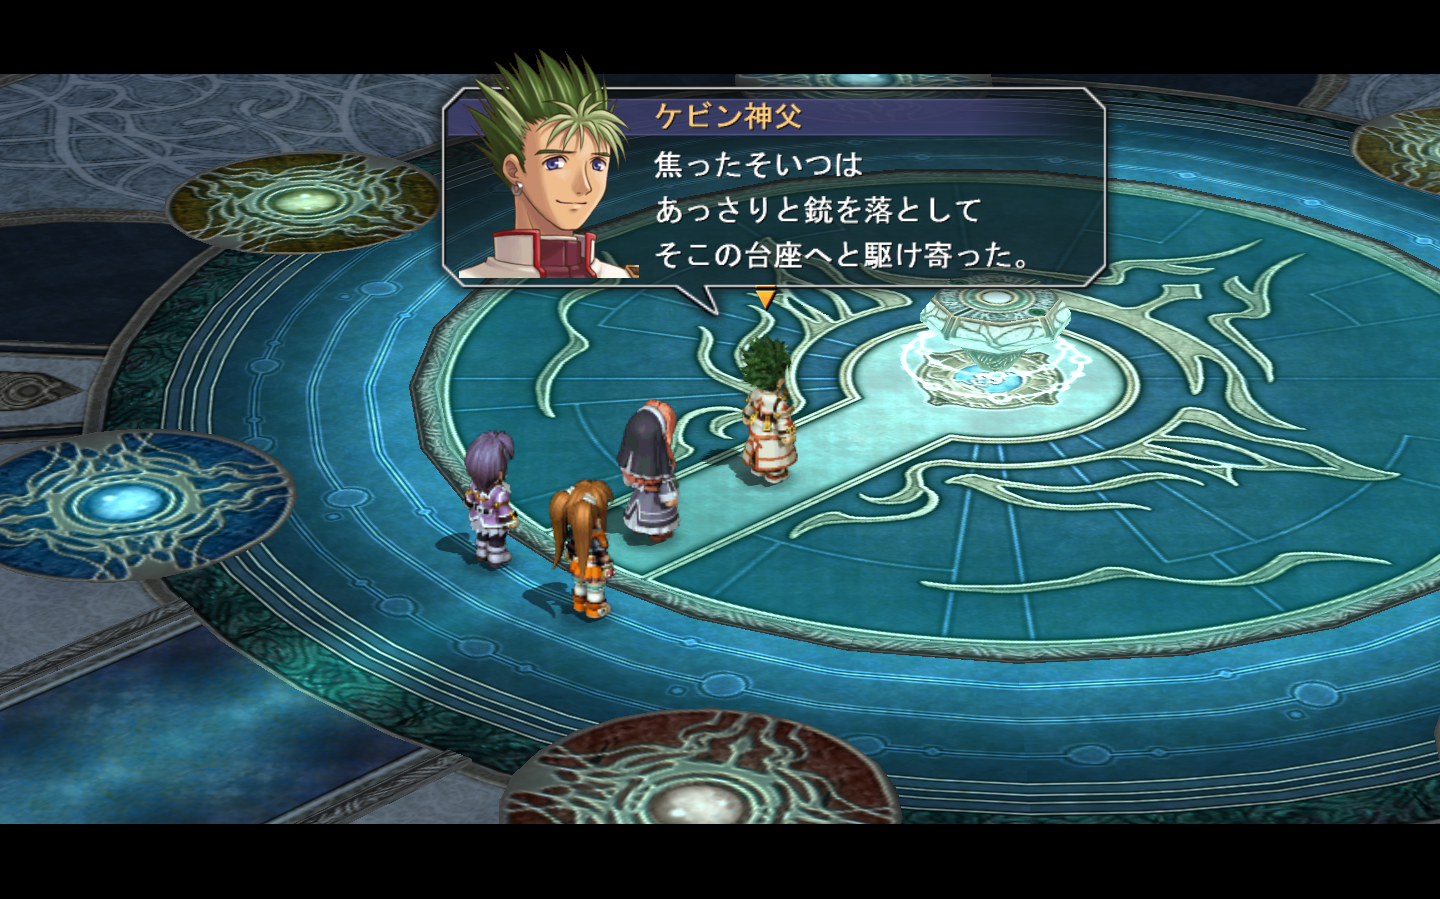 ケビン神父
焦ったそいつは
あっさりと銃を落として
そこの台座へと駆け寄った。